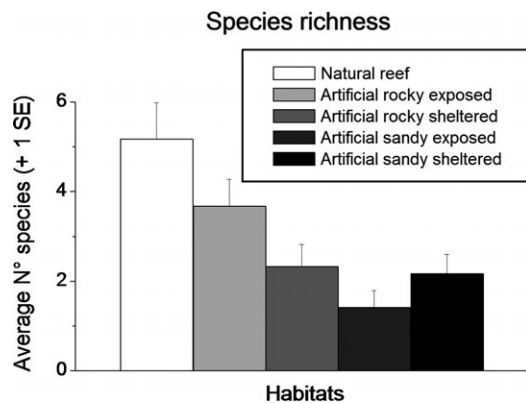 Species richness
Natural reef
Artificial rocky exposed
Artificial rocky sheltered
Artificial sandy exposed
Artificial sandy sheltered
Average N° species (+ 1 SE)
6
4
2
0
Habitats